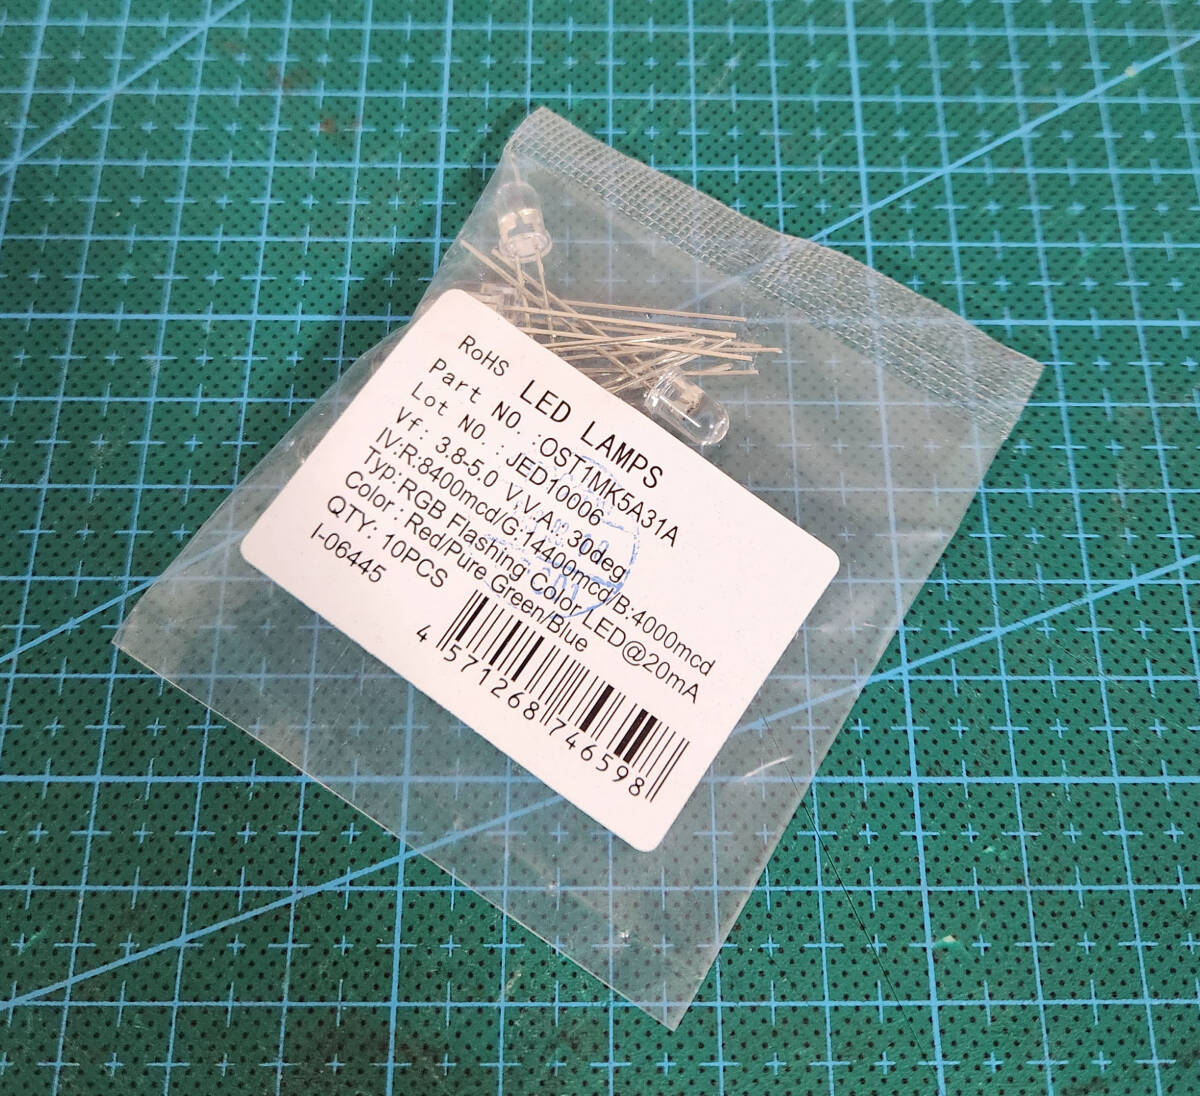 RoHS LED LAMPS
Part NO.:OST1MK5A31A
Lot NO.: JED10006
Vf: 3.8-5.0 V,V.A.: 30deg
IV:R:8400mcd/G:14400mcd/B:4000mcd
Typ:RGB Flashing Color LED@20mA
Color: Red/Pure Green/Blue
QTY: 10PCS
I-06445
4 571268 746598